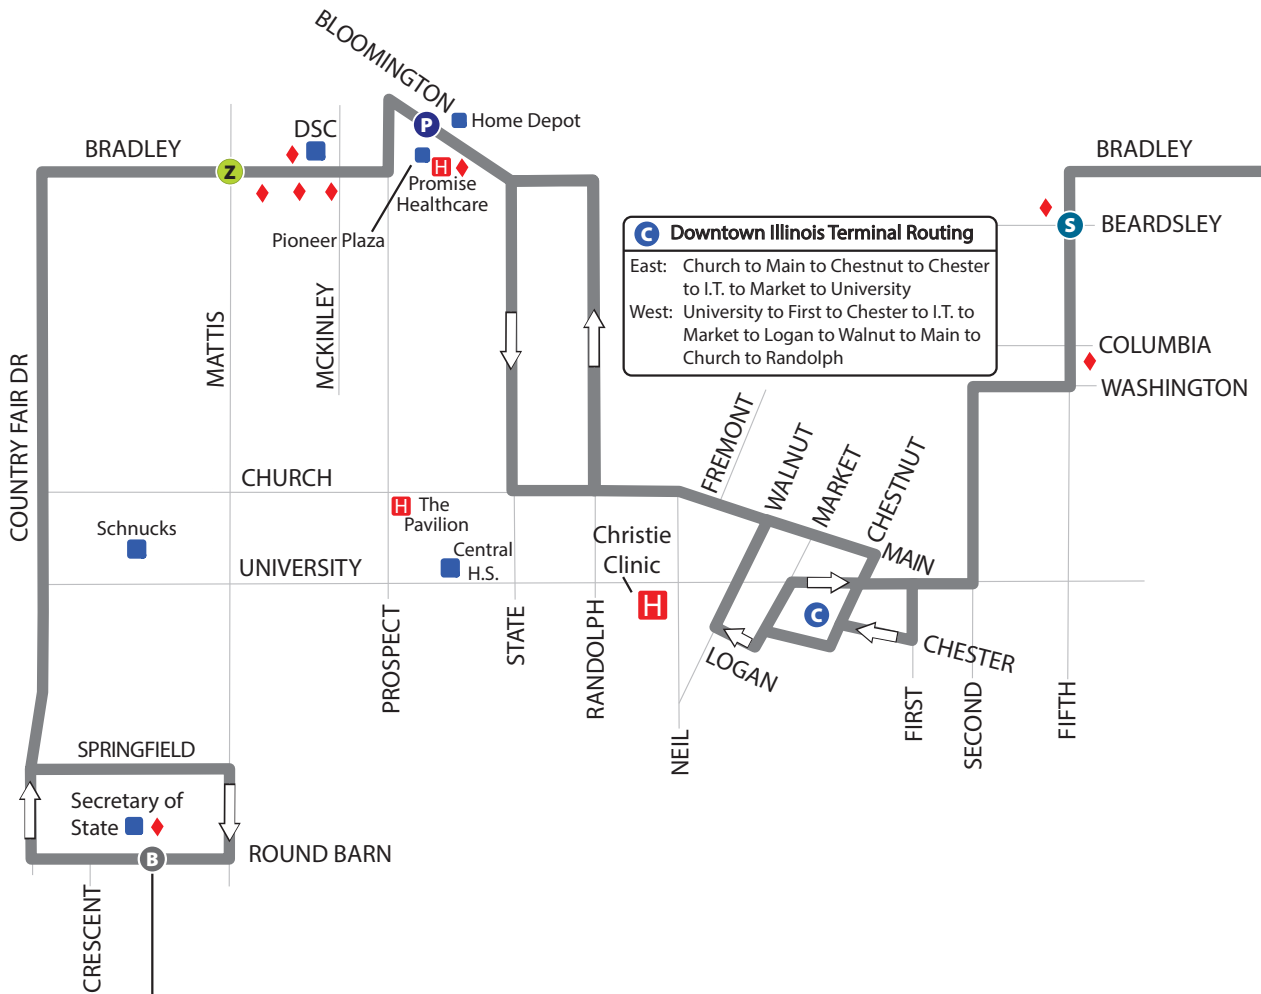 BLOOMINGTON
P
Home Depot
DSC
BRADLEY
Z
H
Promise
Healthcare
Pioneer Plaza
BRADLEY
S
BEARDSLEY
C Downtown Illinois Terminal Routing
East: Church to Main to Chestnut to Chester
to I.T. to Market to University
West: University to First to Chester to I.T. to
Market to Logan to Walnut to Main to
Church to Randolph
COLUMBIA
WASHINGTON
MATTIS
MCKINLEY
COUNTRY FAIR DR
CHURCH
FREMONT
WALNUT
MARKET
CHESTNUT
MAIN
Schnucks
H The
Pavilion
Central
H.S.
Christie
Clinic
H
UNIVERSITY
C
CHESTER
LOGAN
PROSPECT
STATE
RANDOLPH
NEIL
FIRST
SECOND
FIFTH
SPRINGFIELD
Secretary of
State
B
ROUND BARN
CRESCENT